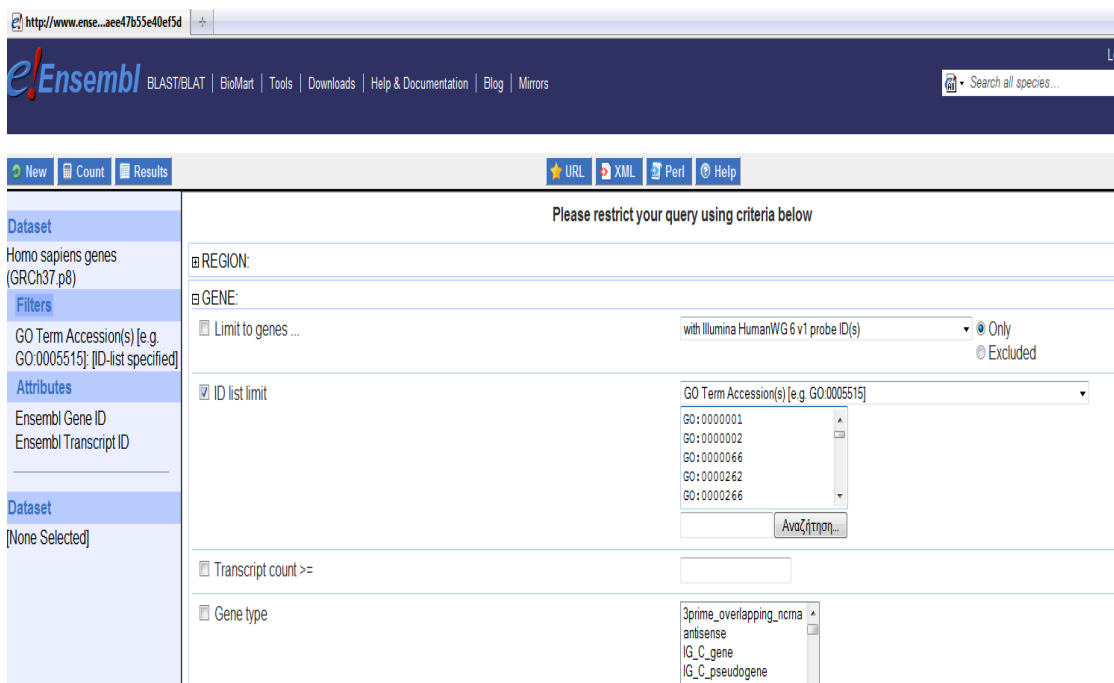 http://www.ense...aee47b55e40ef5d
e!Ensembl BLAST/BLAT | BioMart | Tools | Downloads | Help & Documentation | Blog | Mirrors
Search all species...
New Count Results URL XML Perl Help
Please restrict your query using criteria below
Dataset
Homo sapiens genes
(GRCh37.p8)
Filters
GO Term Accession(s) [e.g.
GO:0005515]: [ID-list specified]
Attributes
Ensembl Gene ID
Ensembl Transcript ID
Dataset
[None Selected]
REGION:
GENE:
Limit to genes ... with Illumina HumanWG 6 v1 probe ID(s) Only
Excluded
ID list limit GO Term Accession(s) [e.g. GO:0005515]
GO:0000001
GO:0000002
GO:0000066
GO:0000262
GO:0000266
Αναζήτηση...
Transcript count >=
Gene type 3prime_overlapping_ncrna
antisense
IG_C_gene
IG_C_pseudogene